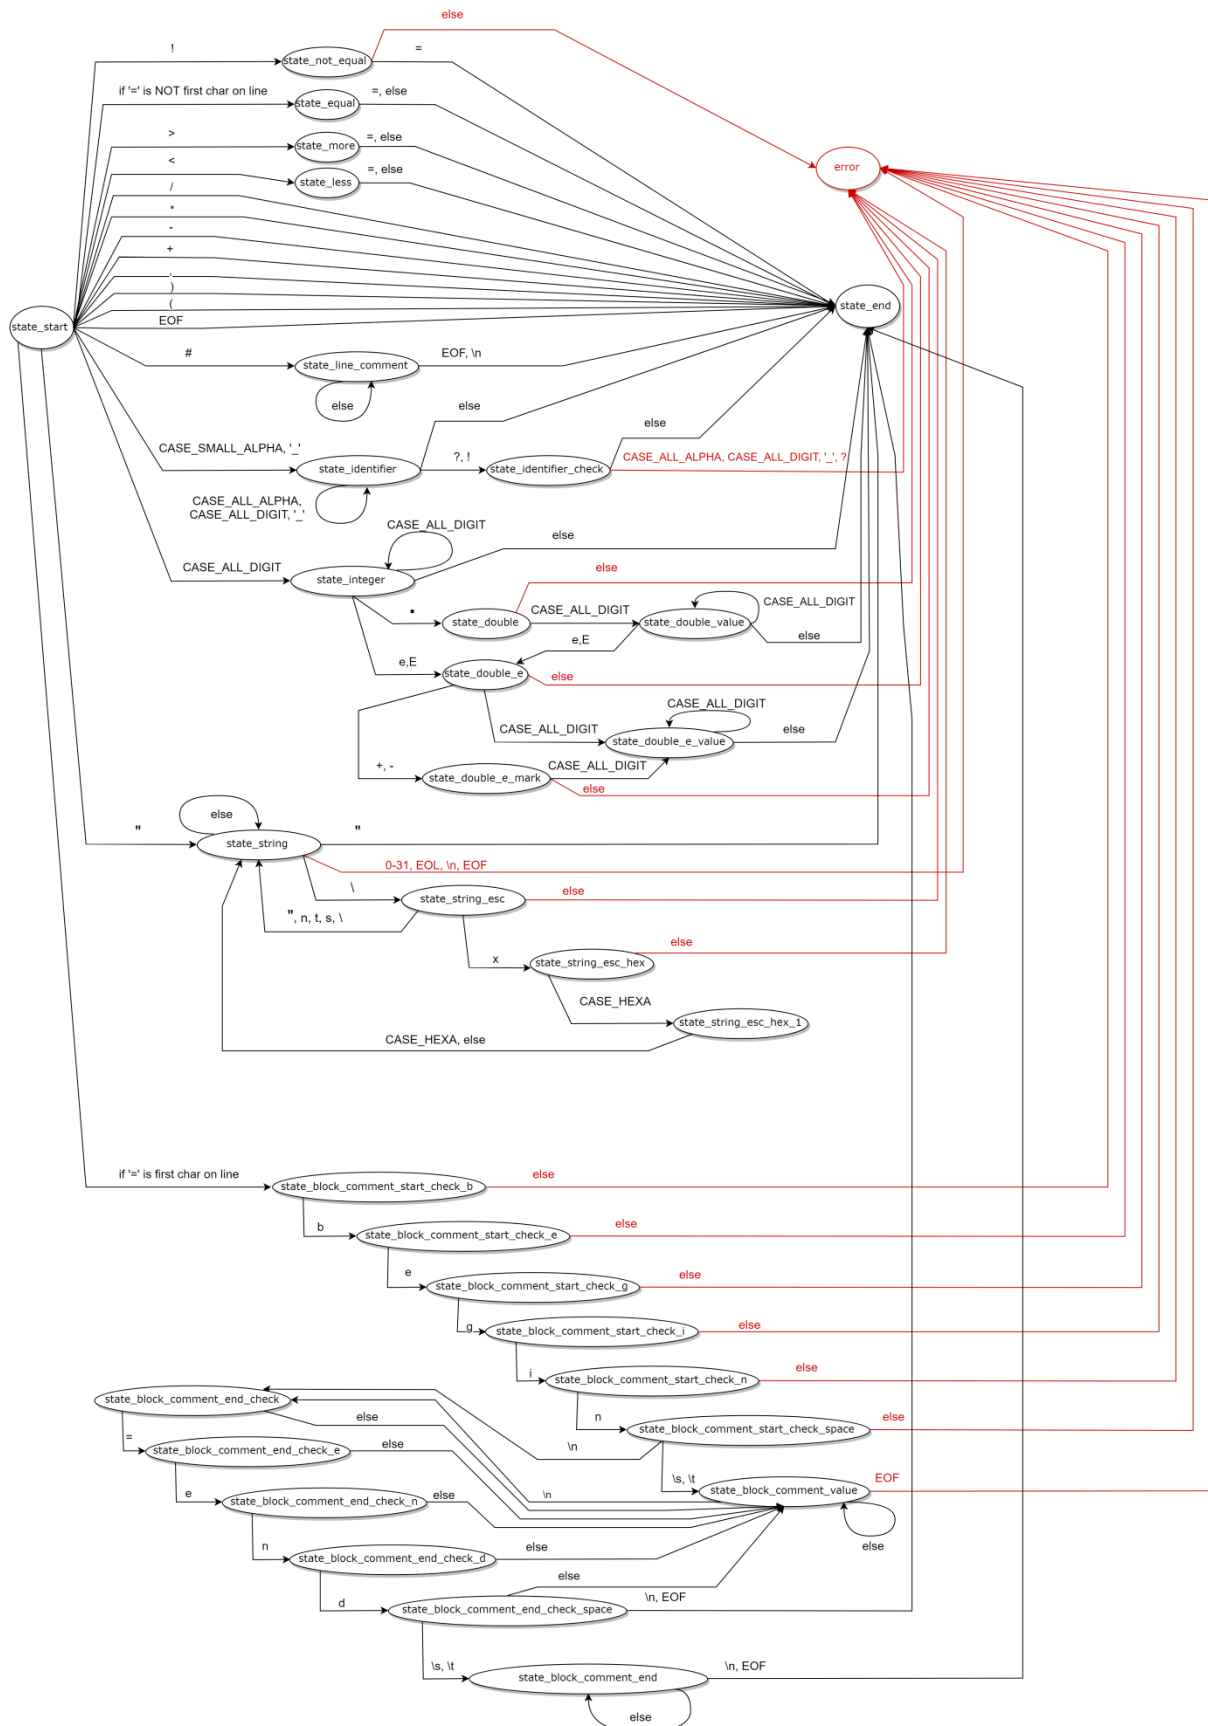 else
!
state_not_equal
=
if '=' is NOT first char on line
state_equal
=, else
>
state_more
=, else
error
<
state_less
=, else
/
*
-
+
,
)
(
EOF
state_start
state_end
#
state_line_comment
EOF, \n
else
else
else
CASE_SMALL_ALPHA, '_'
state_identifier
?, !
state_identifier_check
CASE_ALL_ALPHA, CASE_ALL_DIGIT, '_', ?
CASE_ALL_ALPHA,
CASE_ALL_DIGIT, '_'
CASE_ALL_DIGIT
else
CASE_ALL_DIGIT
state_integer
else
.
state_double
CASE_ALL_DIGIT
state_double_value
CASE_ALL_DIGIT
else
e,E
e,E
state_double_e
else
CASE_ALL_DIGIT
CASE_ALL_DIGIT
state_double_e_value
else
+, -
state_double_e_mark
CASE_ALL_DIGIT
else
else
"
state_string
"
0-31, EOL, \n, EOF
\
state_string_esc
else
", n, t, s, \
else
x
state_string_esc_hex
CASE_HEXA
state_string_esc_hex_1
CASE_HEXA, else
if '=' is first char on line
state_block_comment_start_check_b
else
b
state_block_comment_start_check_e
else
e
state_block_comment_start_check_g
else
g
state_block_comment_start_check_i
else
i
state_block_comment_start_check_n
else
state_block_comment_end_check
n
state_block_comment_start_check_space
else
else
=
state_block_comment_end_check_e
else
\n
\s, \t
state_block_comment_value
EOF
e
state_block_comment_end_check_n
else
\n
else
n
state_block_comment_end_check_d
else
else
d
state_block_comment_end_check_space
\n, EOF
\s, \t
state_block_comment_end
\n, EOF
else